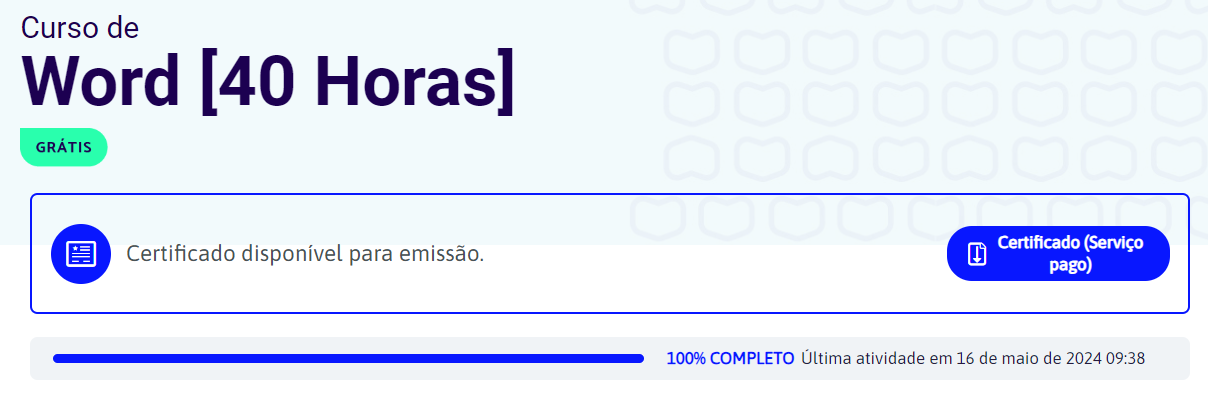 Curso de
Word [40 Horas]
GRÁTIS
Certificado disponível para emissão.
Certificado (Serviço
pago)
100% COMPLETO Última atividade em 16 de maio de 2024 09:38